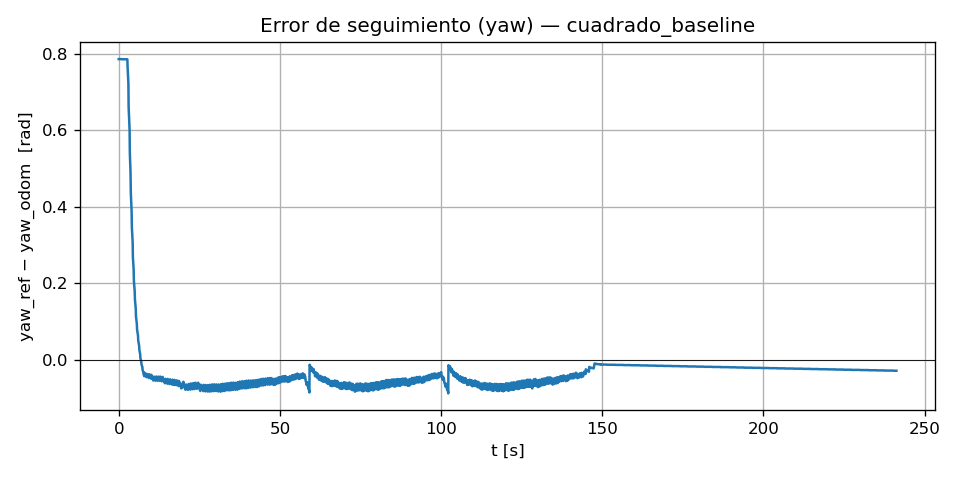 Error de seguimiento (yaw) — cuadrado_baseline
yaw_ref − yaw_odom [rad]
0.8
0.6
0.4
0.2
0.0
0 50 100 150 200 250
t [s]